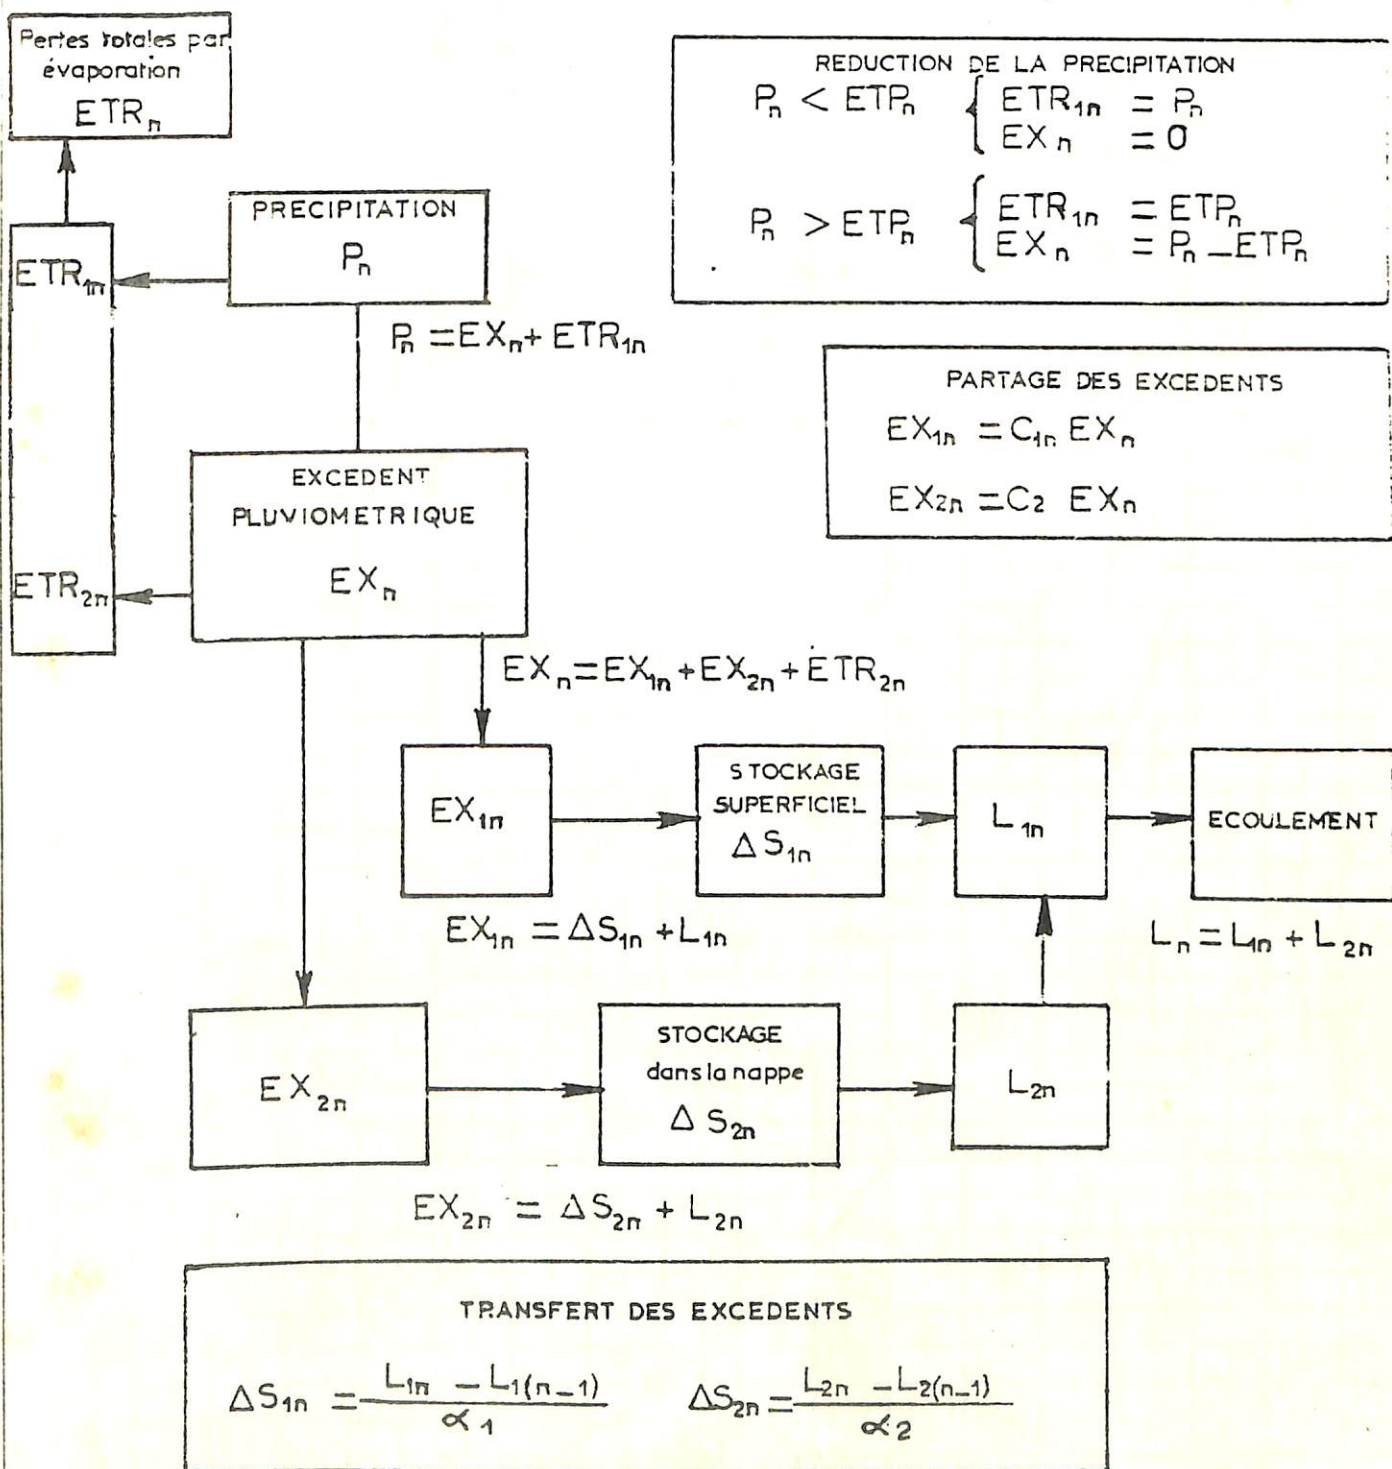 Pertes totales par
évaporation
ETRₙ
REDUCTION DE LA PRECIPITATION
Pₙ < ETPₙ { ETR₁ₙ = Pₙ
EXₙ = 0
Pₙ > ETPₙ { ETR₁ₙ = ETPₙ
EXₙ = Pₙ – ETPₙ
PRECIPITATION
Pₙ
ETR₁ₙ
Pₙ = EXₙ + ETR₁ₙ
PARTAGE DES EXCEDENTS
EX₁ₙ = C₁ₙ EXₙ
EX₂ₙ = C₂ EXₙ
EXCEDENT
PLUVIOMETRIQUE
EXₙ
ETR₂ₙ
EXₙ = EX₁ₙ + EX₂ₙ + ETR₂ₙ
EX₁ₙ
STOCKAGE
SUPERFICIEL
Δ S₁ₙ
L₁ₙ
ECOULEMENT
EX₁ₙ = ΔS₁ₙ + L₁ₙ
Lₙ = L₁ₙ + L₂ₙ
EX₂ₙ
STOCKAGE
dans la nappe
Δ S₂ₙ
L₂ₙ
EX₂ₙ = ΔS₂ₙ + L₂ₙ
TRANSFERT DES EXCEDENTS
ΔS₁ₙ = (L₁ₙ – L₁(n–1)) / α₁
ΔS₂ₙ = (L₂ₙ – L₂(n–1)) / α₂